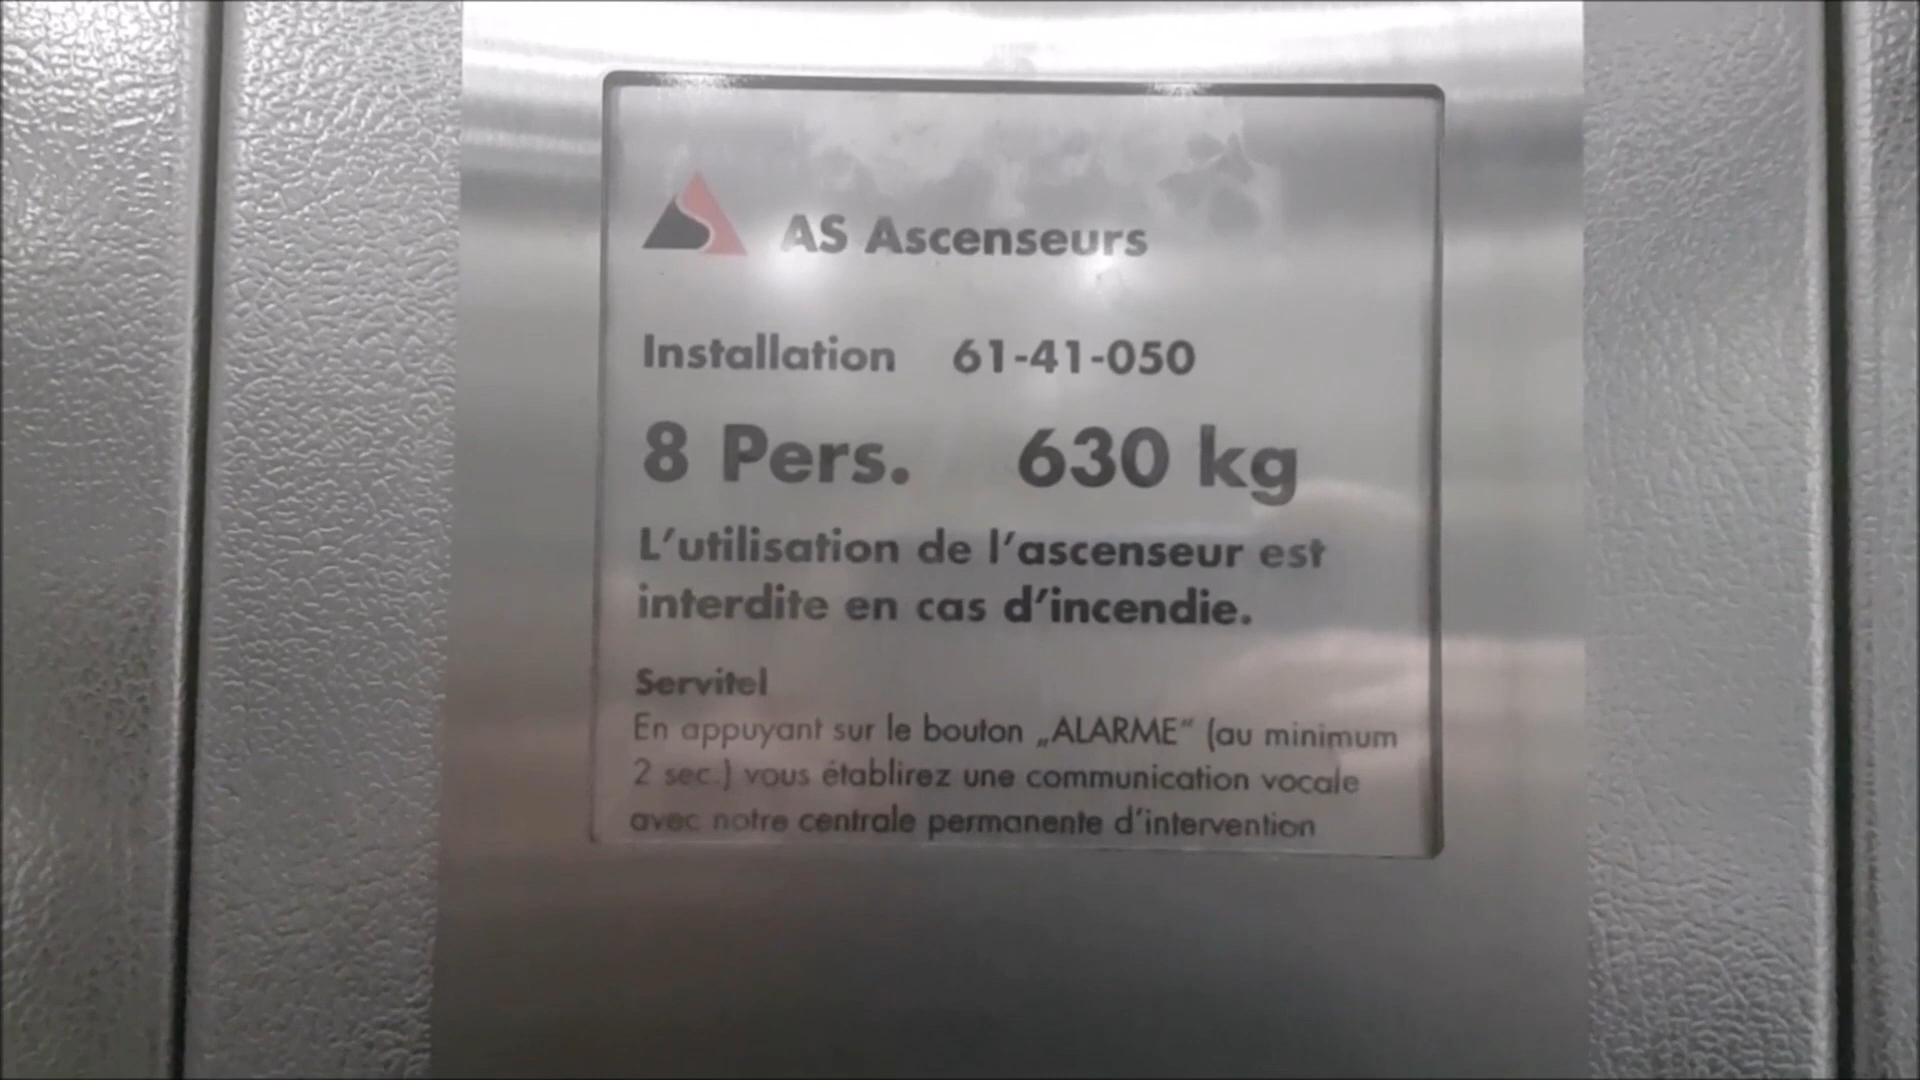 AS Ascenseurs
Installation 61-41-050
8 Pers. 630 kg
L'utilisation de l'ascenseur est
interdite en cas d'incendie.
Servitel
En appuyant sur le bouton „ALARME“ (au minimum
2 sec.) vous établirez une communication vocale
avec notre centrale permanente d'intervention